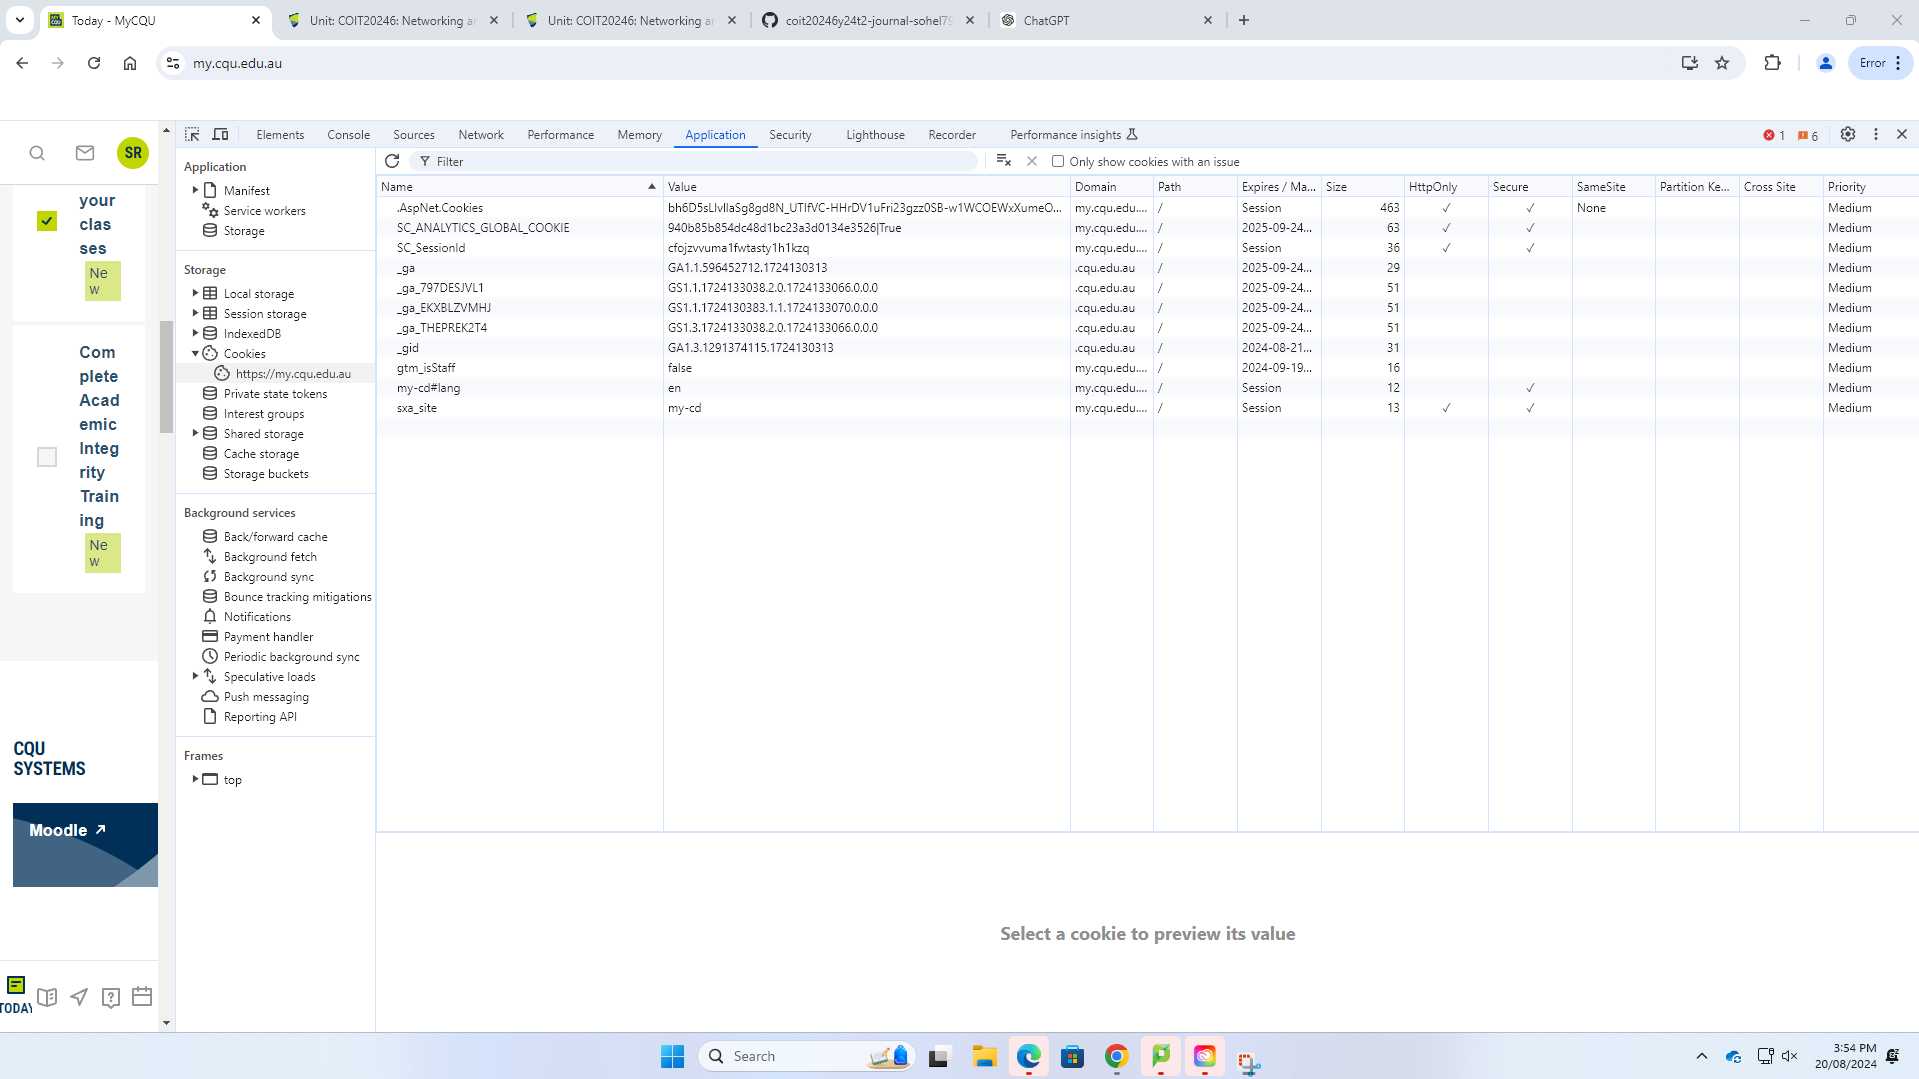 Today - MyCQU
Unit: COIT20246: Networking ar
Unit: COIT20246: Networking ar
coit20246y24t2-journal-sohel79
ChatGPT
my.cqu.edu.au
Error
SR
your
clas
ses
Ne
w
Com
plete
Acad
emic
Integ
rity
Train
ing
Ne
w
CQU
SYSTEMS
Moodle
TODAY
Elements Console Sources Network Performance Memory Application Security Lighthouse Recorder Performance insights
1 6
Application
Manifest
Service workers
Storage
Storage
Local storage
Session storage
IndexedDB
Cookies
https://my.cqu.edu.au
Private state tokens
Interest groups
Shared storage
Cache storage
Storage buckets
Background services
Back/forward cache
Background fetch
Background sync
Bounce tracking mitigations
Notifications
Payment handler
Periodic background sync
Speculative loads
Push messaging
Reporting API
Frames
top
Filter
Only show cookies with an issue
Name Value Domain Path Expires / Ma... Size HttpOnly Secure SameSite Partition Ke... Cross Site Priority
.AspNet.Cookies my.cqu.edu.... / Session 463 ✓ ✓ None Medium
SC_ANALYTICS_GLOBAL_COOKIE 940b85b854dc48d1bc23a3d0134e3526|True my.cqu.edu.... / 2025-09-24... 63 ✓ ✓ Medium
SC_SessionId cfojzvvuma1fwtasty1h1kzq my.cqu.edu.... / Session 36 ✓ ✓ Medium
_ga GA1.1.596452712.1724130313 .cqu.edu.au / 2025-09-24... 29 Medium
_ga_797DESJVL1 GS1.1.1724133038.2.0.1724133066.0.0.0 .cqu.edu.au / 2025-09-24... 51 Medium
_ga_EKXBLZVMHJ GS1.1.1724130383.1.1.1724133070.0.0.0 .cqu.edu.au / 2025-09-24... 51 Medium
_ga_THEPREK2T4 GS1.3.1724133038.2.0.1724133066.0.0.0 .cqu.edu.au / 2025-09-24... 51 Medium
_gid GA1.3.1291374115.1724130313 .cqu.edu.au / 2024-08-21... 31 Medium
gtm_isStaff false my.cqu.edu.... / 2024-09-19... 16 Medium
my-cd#lang en my.cqu.edu.... / Session 12 ✓ Medium
sxa_site my-cd my.cqu.edu.... / Session 13 ✓ ✓ Medium
Select a cookie to preview its value
Search
3:54 PM
20/08/2024